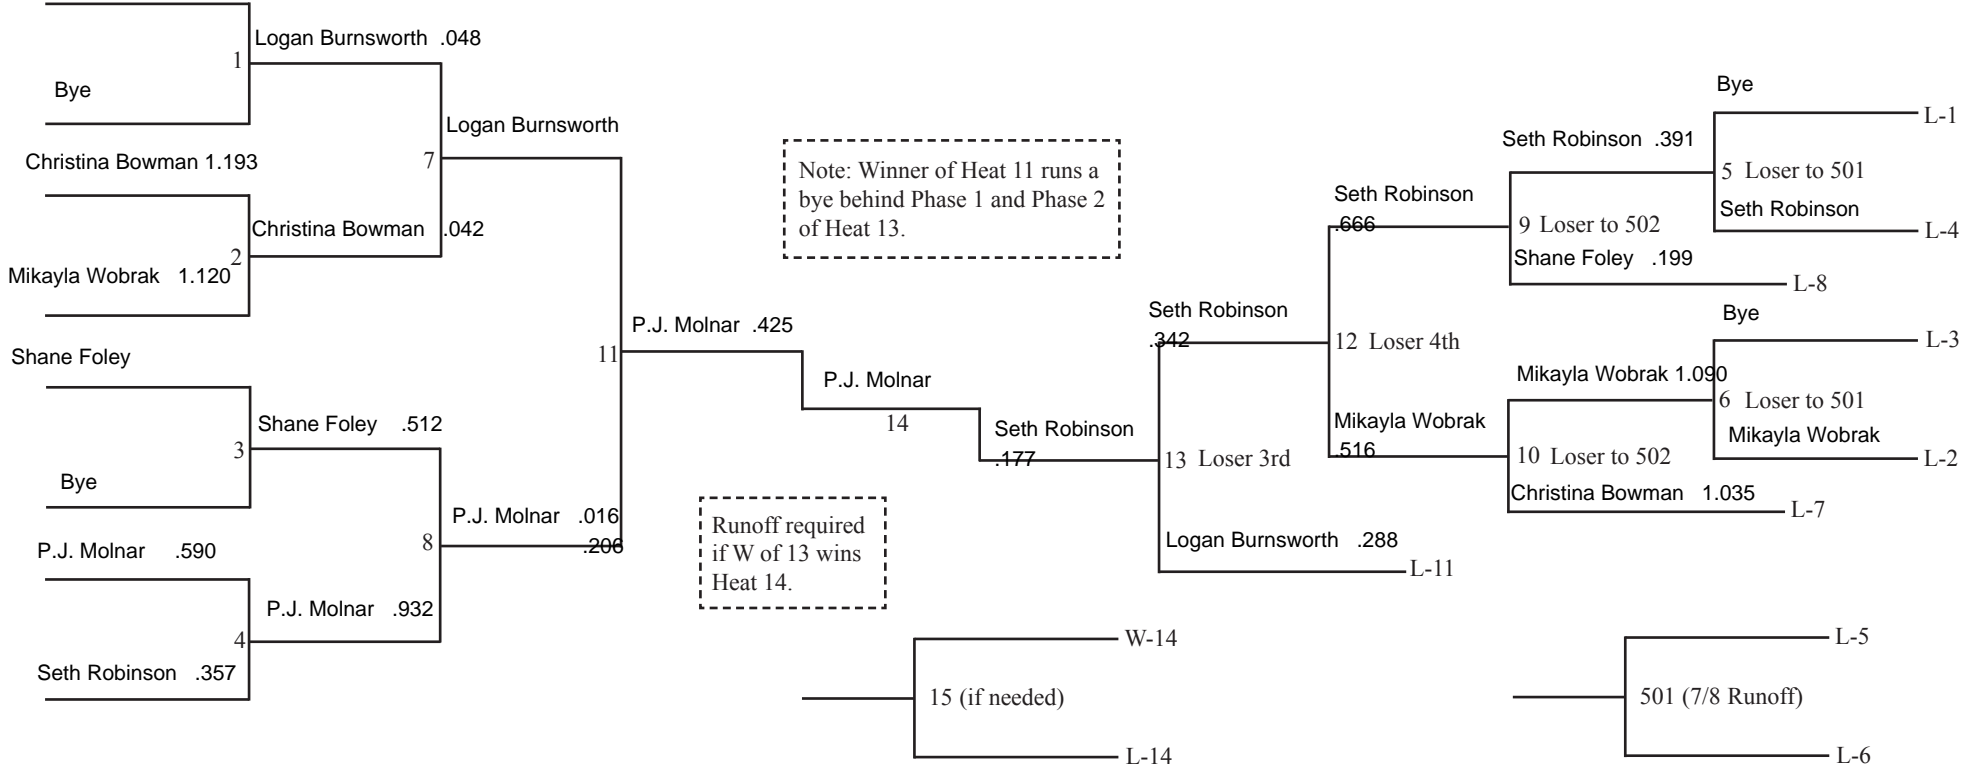 Logan Burnsworth .048
1
Bye
Logan Burnsworth
Christina Bowman 1.193
7
Christina Bowman .042
2
Mikayla Wobrak 1.120
Shane Foley
P.J. Molnar .425
11
Shane Foley .512
3
Bye
P.J. Molnar .016
.206
8
P.J. Molnar .590
P.J. Molnar .932
4
Seth Robinson .357
Note: Winner of Heat 11 runs a
bye behind Phase 1 and Phase 2
of Heat 13.
P.J. Molnar
14
Seth Robinson
.177
Runoff required
if W of 13 wins
Heat 14.
W-14
15 (if needed)
L-14
Bye
L-1
Seth Robinson .391
5 Loser to 501
Seth Robinson
L-4
Seth Robinson
.666
9 Loser to 502
Shane Foley .199
L-8
Seth Robinson
.342
12 Loser 4th
Bye
L-3
Mikayla Wobrak 1.090
6 Loser to 501
Mikayla Wobrak
L-2
Mikayla Wobrak
.516
10 Loser to 502
Christina Bowman 1.035
L-7
13 Loser 3rd
Logan Burnsworth .288
L-11
L-5
501 (7/8 Runoff)
L-6